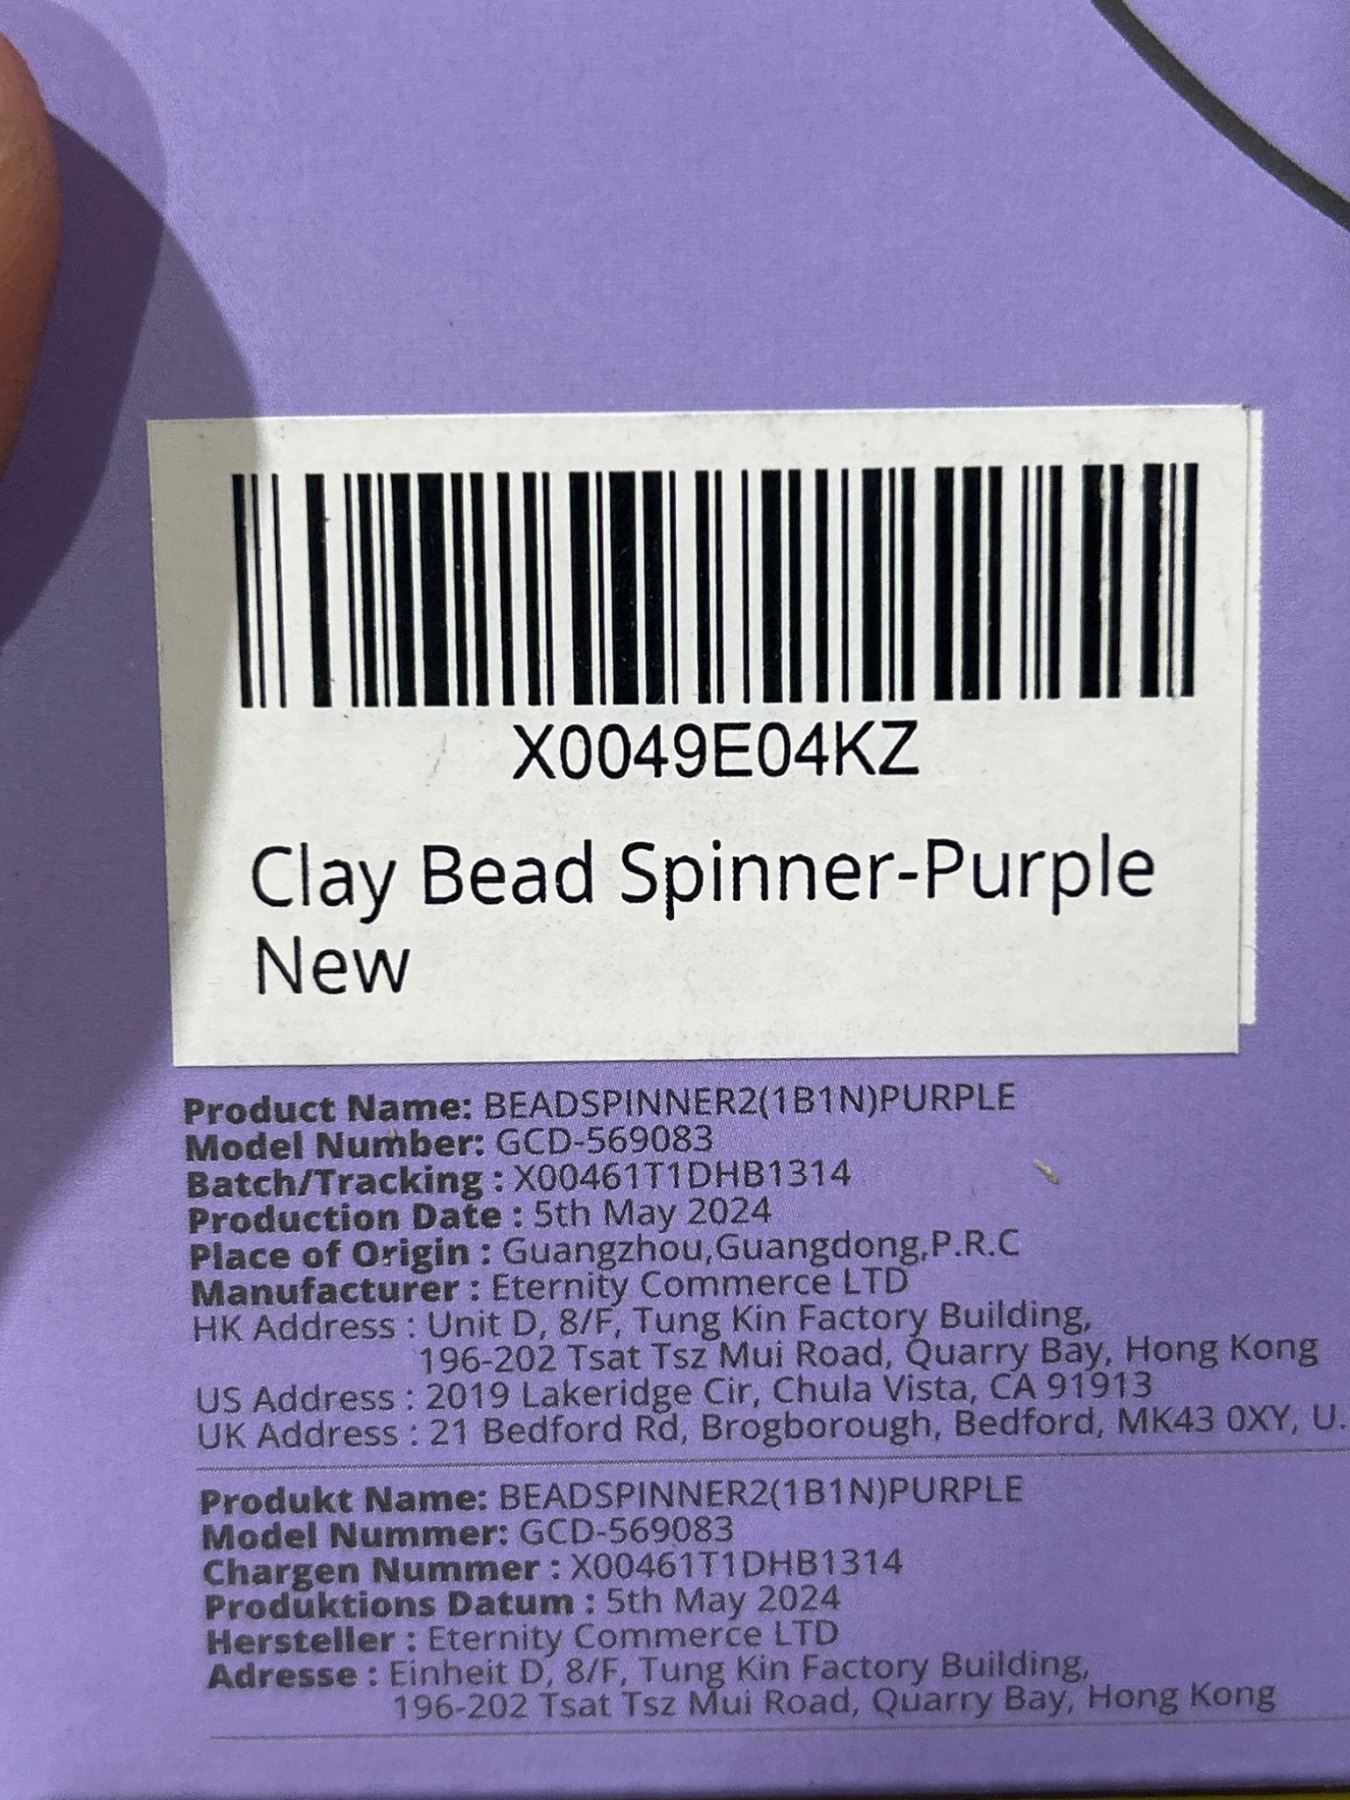 X0049E04KZ
Clay Bead Spinner-Purple
New
Product Name: BEADSPINNER2(1B1N)PURPLE
Model Number: GCD-569083
Batch/Tracking : X00461T1DHB1314
Production Date : 5th May 2024
Place of Origin : Guangzhou,Guangdong,P.R.C
Manufacturer : Eternity Commerce LTD
HK Address : Unit D, 8/F, Tung Kin Factory Building,
196-202 Tsat Tsz Mui Road, Quarry Bay, Hong Kong
US Address : 2019 Lakeridge Cir, Chula Vista, CA 91913
UK Address : 21 Bedford Rd, Brogborough, Bedford, MK43 0XY, U.
Produkt Name: BEADSPINNER2(1B1N)PURPLE
Model Nummer: GCD-569083
Chargen Nummer : X00461T1DHB1314
Produktions Datum : 5th May 2024
Hersteller : Eternity Commerce LTD
Adresse : Einheit D, 8/F, Tung Kin Factory Building,
196-202 Tsat Tsz Mui Road, Quarry Bay, Hong Kong